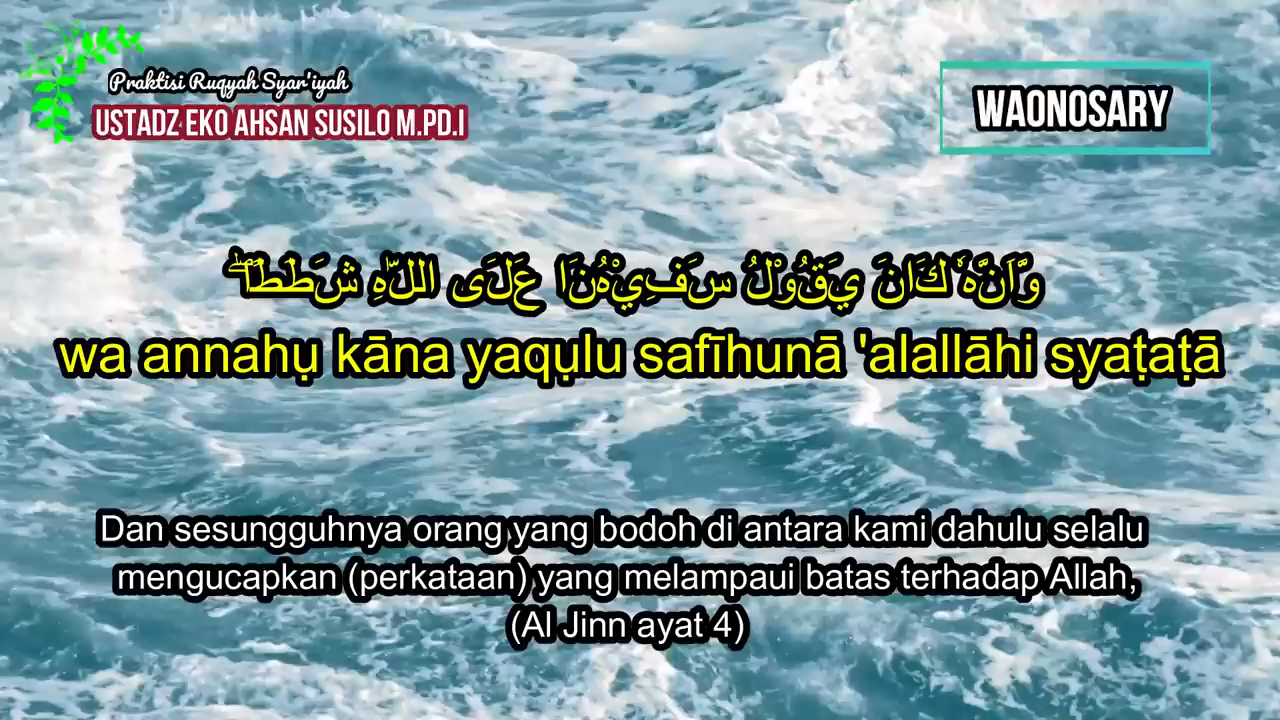 Praktisi Ruqyah Syar'iyah
USTADZ EKO AHSAN SUSILO M.PD.I
WAONOSARY
وَّاَنَّهٗ كَانَ يَقُوْلُ سَفِيْهُنَا عَلَى اللّٰهِ شَطَطًاۖ
wa annahụ kāna yaqụlu safīhunā 'alallāhi syaṭaṭā
Dan sesungguhnya orang yang bodoh di antara kami dahulu selalu
mengucapkan (perkataan) yang melampaui batas terhadap Allah,
(Al Jinn ayat 4)